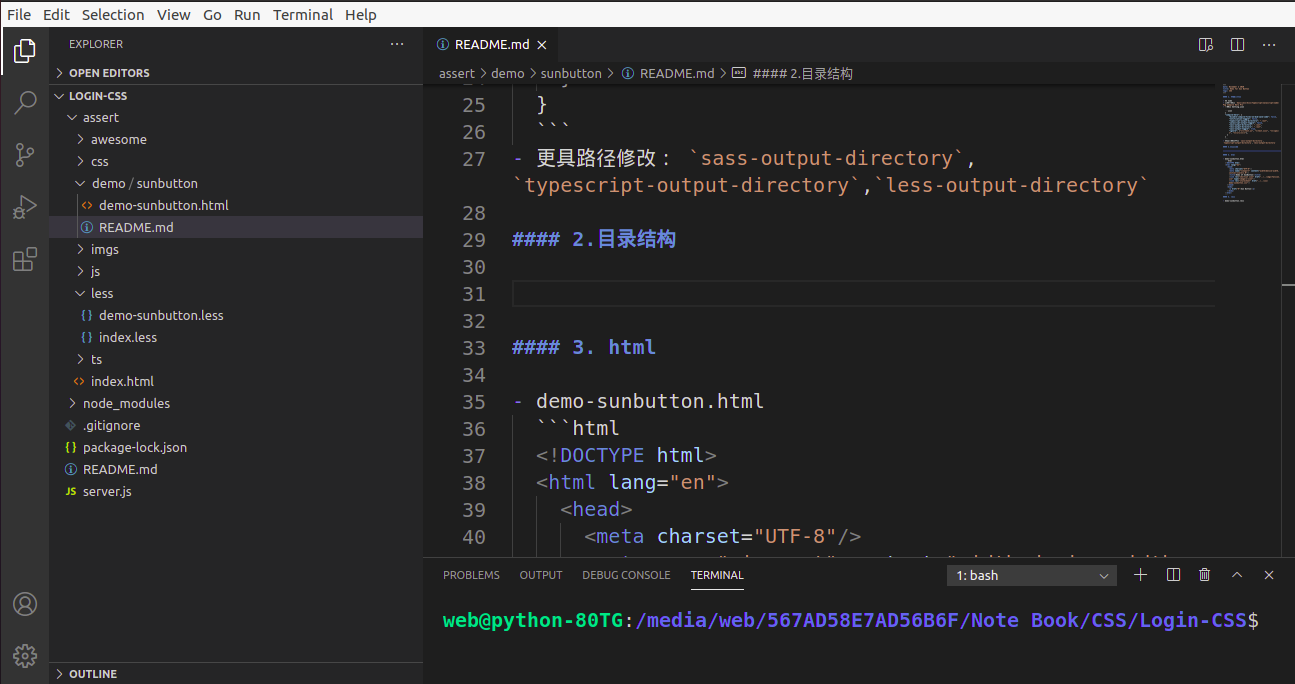 File Edit Selection View Go Run Terminal Help
EXPLORER
OPEN EDITORS
LOGIN-CSS
assert
awesome
css
demo / sunbutton
demo-sunbutton.html
README.md
imgs
js
less
demo-sunbutton.less
index.less
ts
index.html
node_modules
.gitignore
package-lock.json
README.md
JS server.js
OUTLINE
README.md
assert > demo > sunbutton > README.md > #### 2.目录结构
25 }
26 ```
27 - 更具路径修改： `sass-output-directory`,
`typescript-output-directory`,`less-output-directory`
28
29 #### 2.目录结构
30
31
32
33 #### 3. html
34
35 - demo-sunbutton.html
36 ```html
37 <!DOCTYPE html>
38 <html lang="en">
39 <head>
40 <meta charset="UTF-8"/>
PROBLEMS OUTPUT DEBUG CONSOLE TERMINAL 1: bash
web@python-80TG:/media/web/567AD58E7AD56B6F/Note Book/CSS/Login-CSS$